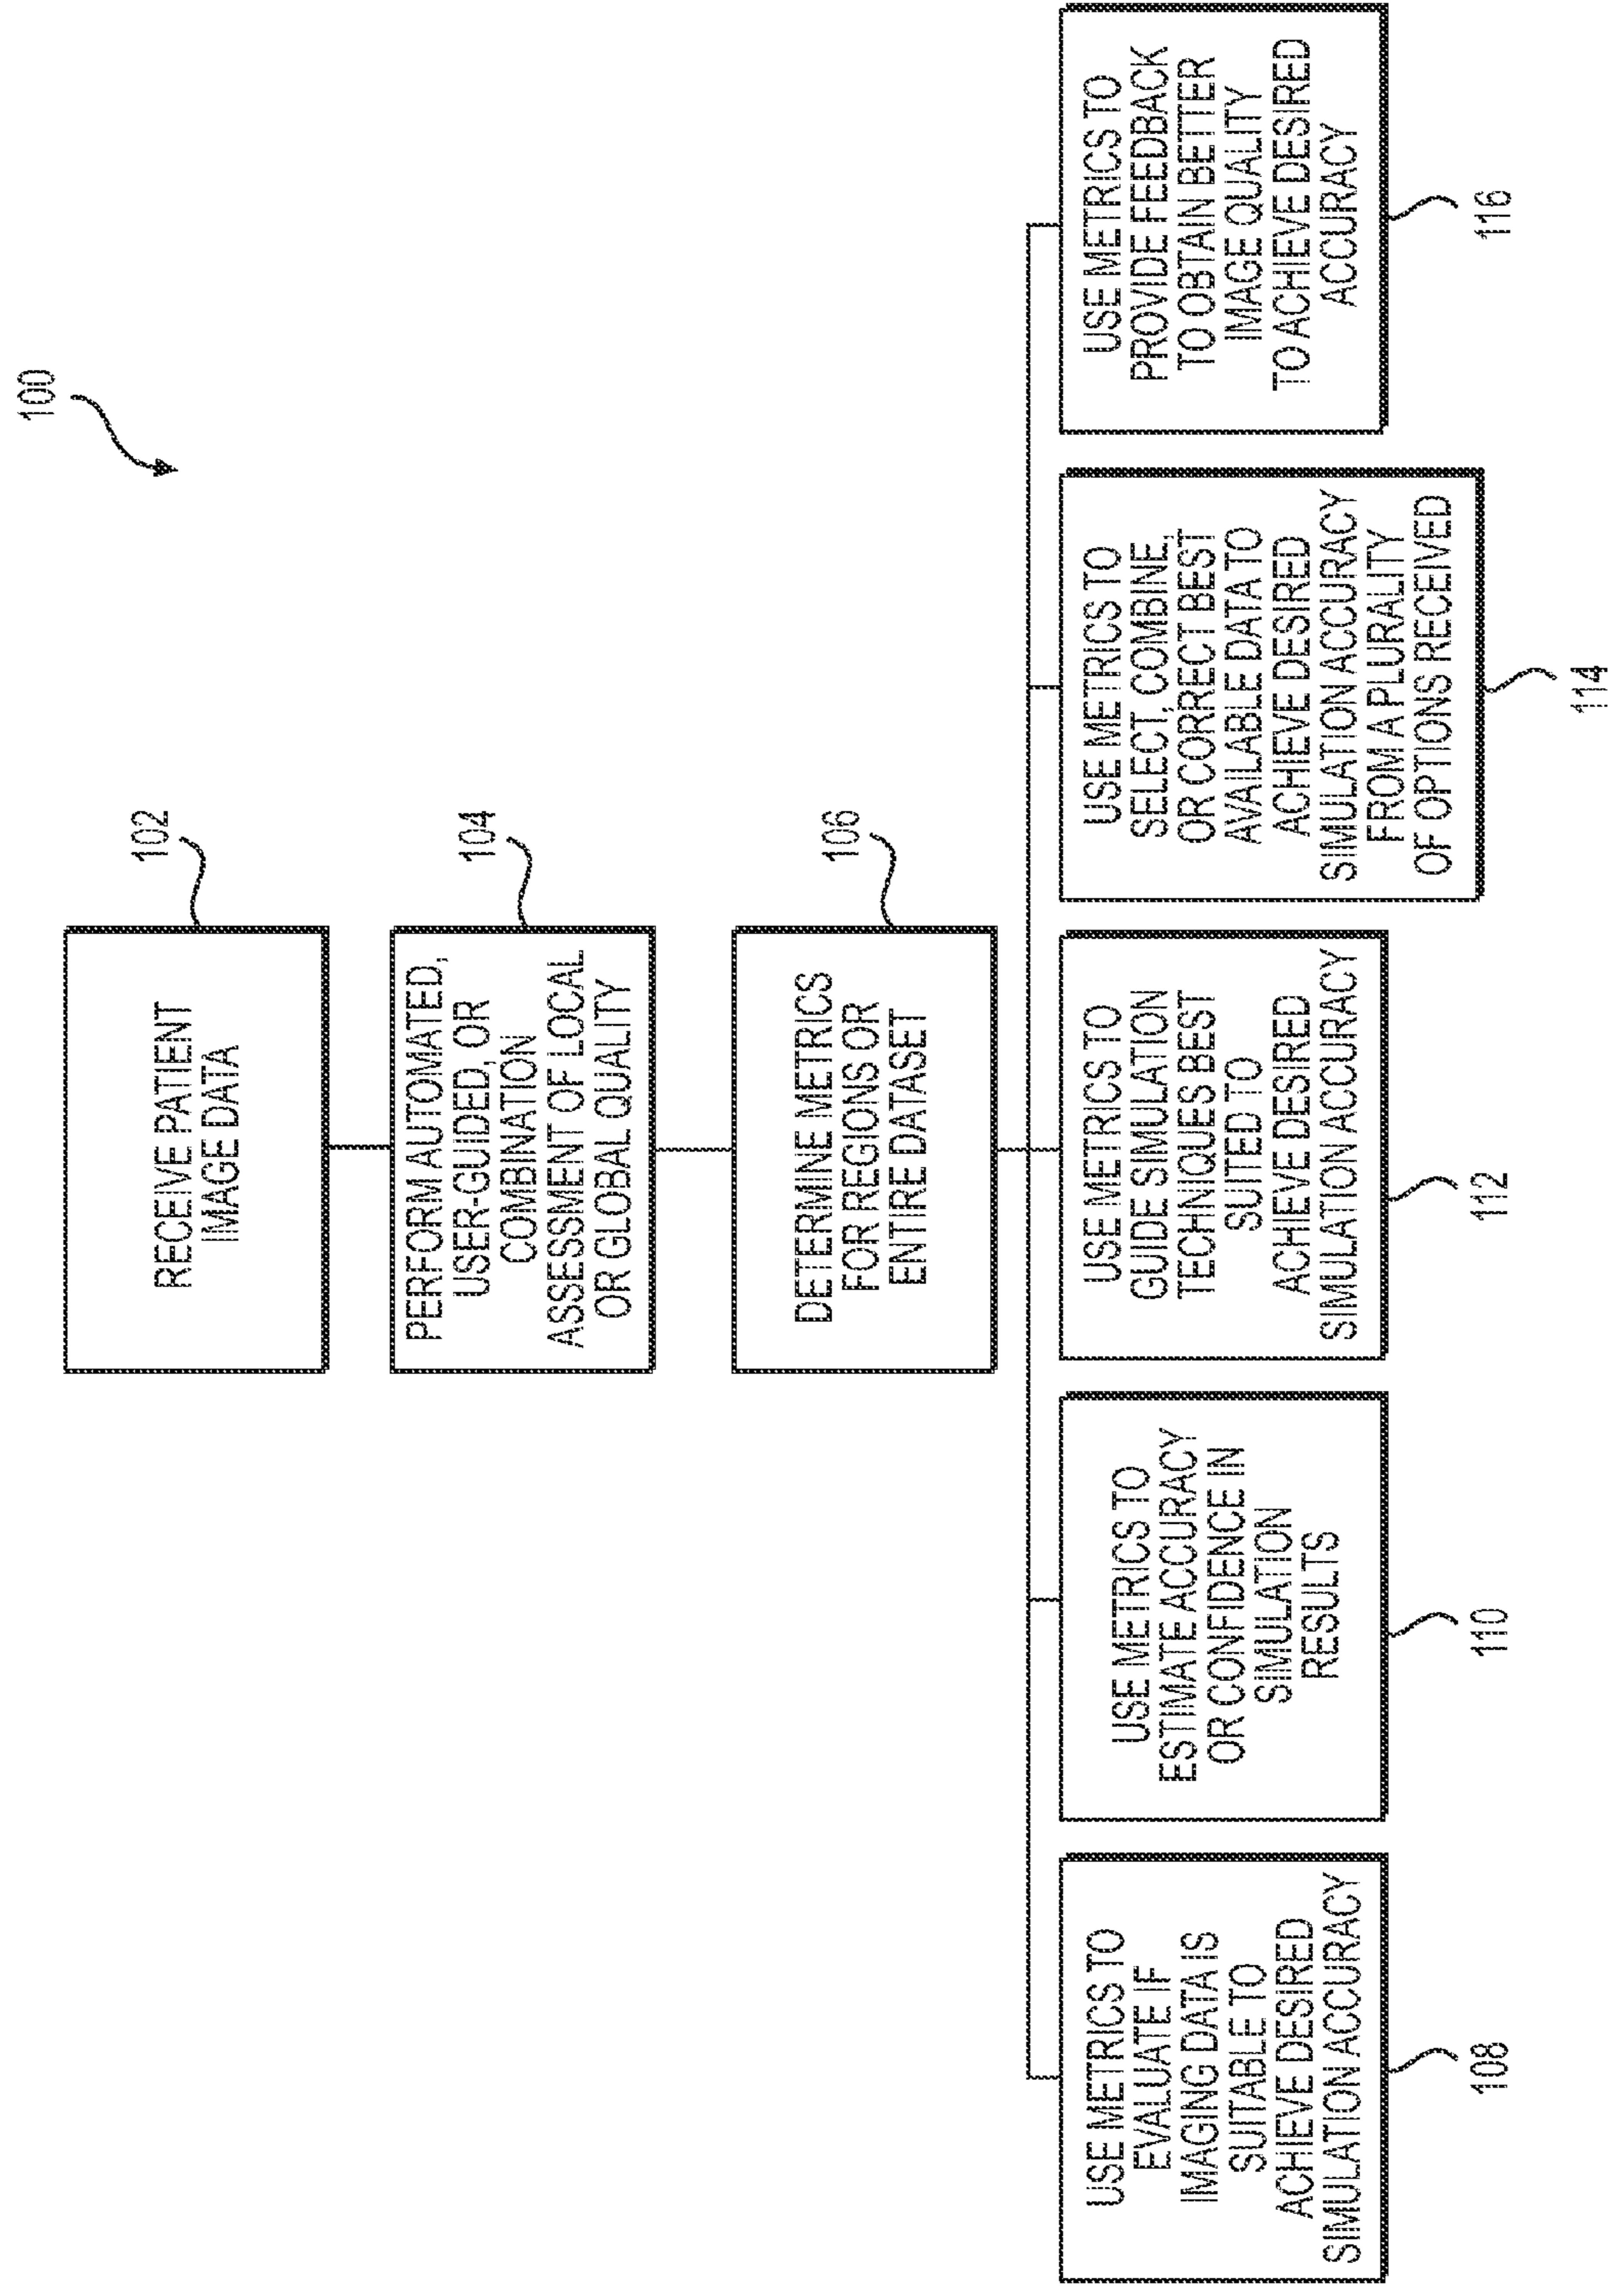 100
RECEIVE PATIENT
IMAGE DATA
102
PERFORM AUTOMATED,
USER-GUIDED, OR
COMBINATION
ASSESSMENT OF LOCAL
OR GLOBAL QUALITY
104
DETERMINE METRICS
FOR REGIONS OR
ENTIRE DATASET
106
USE METRICS TO
EVALUATE IF
IMAGING DATA IS
SUITABLE TO
ACHIEVE DESIRED
SIMULATION ACCURACY
108
USE METRICS TO
ESTIMATE ACCURACY
OR CONFIDENCE IN
SIMULATION
RESULTS
110
USE METRICS TO
GUIDE SIMULATION
TECHNIQUES BEST
SUITED TO
ACHIEVE DESIRED
SIMULATION ACCURACY
112
USE METRICS TO
SELECT, COMBINE,
OR CORRECT BEST
AVAILABLE DATA TO
ACHIEVE DESIRED
SIMULATION ACCURACY
FROM A PLURALITY
OF OPTIONS RECEIVED
114
USE METRICS TO
PROVIDE FEEDBACK
TO OBTAIN BETTER
IMAGE QUALITY
TO ACHIEVE DESIRED
ACCURACY
116